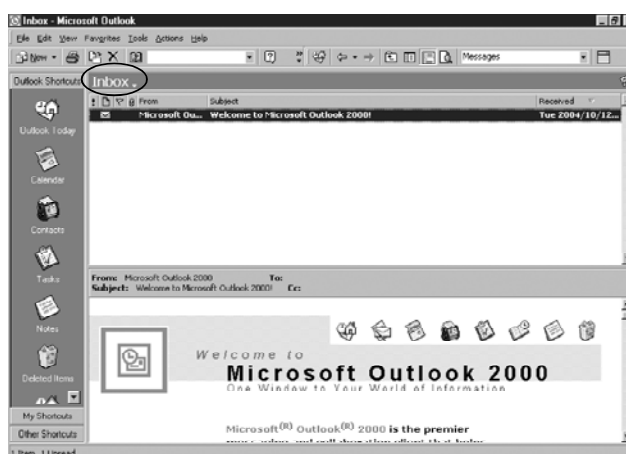 Inbox - Microsoft Outlook
File Edit View Favorites Tools Actions Help
New Messages
Outlook Shortcuts Inbox
From Subject Received
Microsoft Ou... Welcome to Microsoft Outlook 2000! Tue 2004/10/12...
Outlook Today
Calendar
Contacts
Tasks
Notes
Deleted Items
My Shortcuts
Other Shortcuts
From: Microsoft Outlook 2000 To:
Subject: Welcome to Microsoft Outlook 2000! Cc:
Welcome to
Microsoft Outlook 2000
One Window to Your World of Information
Microsoft(R) Outlook(R) 2000 is the premier
1 Item, 1 Unread